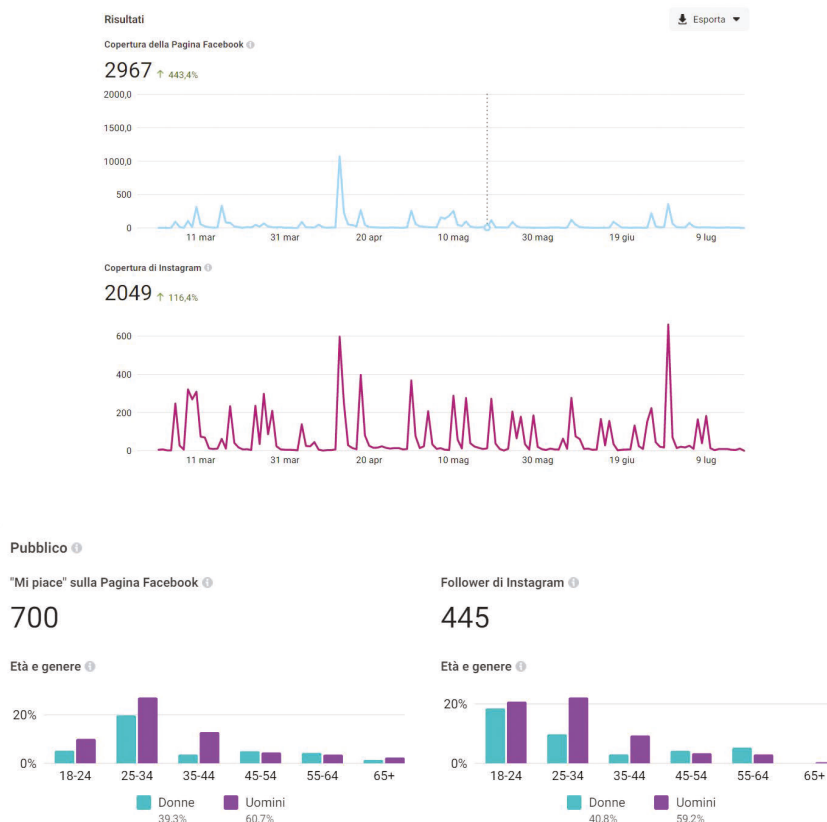 Risultati
Esporta
Copertura della Pagina Facebook
2967 ↑ 443,4%
2000,0
1500,0
1000,0
500
0
11 mar 31 mar 20 apr 10 mag 30 mag 19 giu 9 lug
Copertura di Instagram
2049 ↑ 116,4%
600
400
200
0
11 mar 31 mar 20 apr 10 mag 30 mag 19 giu 9 lug
Pubblico
"Mi piace" sulla Pagina Facebook
700
Età e genere
20%
0%
18-24 25-34 35-44 45-54 55-64 65+
Donne Uomini
39.3% 60.7%
Follower di Instagram
445
Età e genere
20%
0%
18-24 25-34 35-44 45-54 55-64 65+
Donne Uomini
40.8% 59.2%